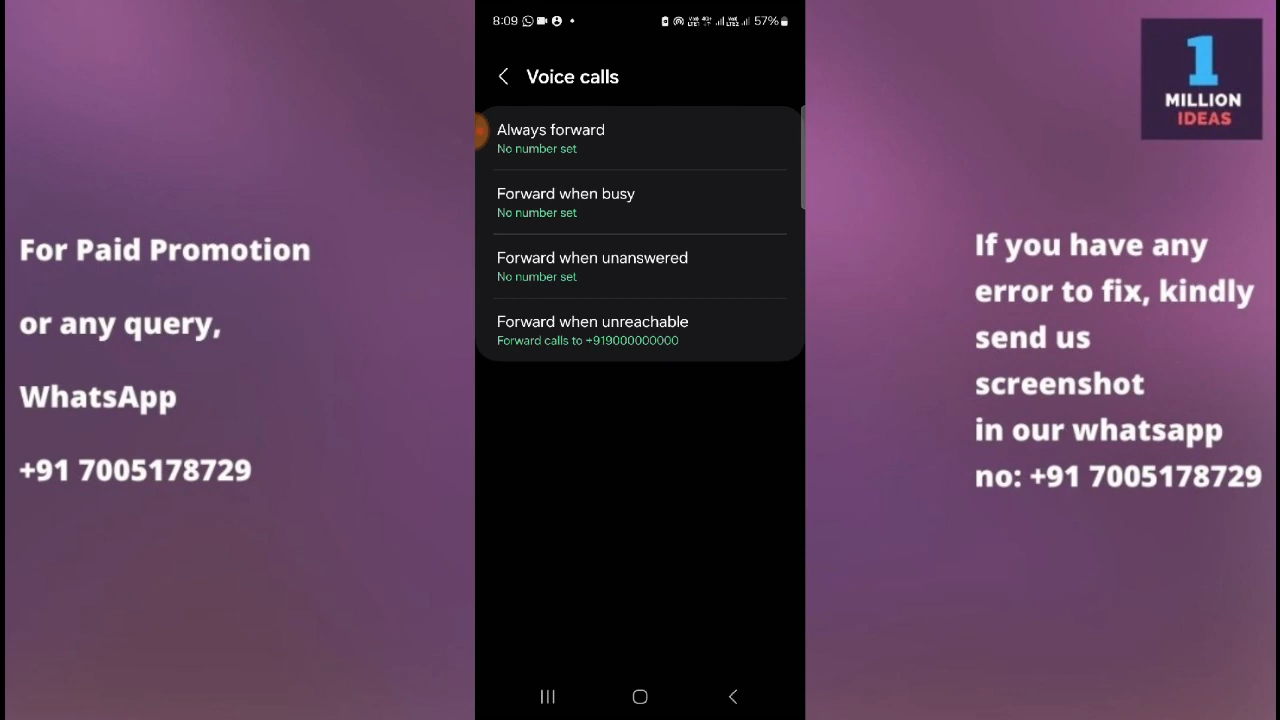 8:09
57%
Voice calls
Always forward
No number set
Forward when busy
No number set
Forward when unanswered
No number set
Forward when unreachable
Forward calls to +919000000000
For Paid Promotion
or any query,
WhatsApp
+91 7005178729
1
MILLION
IDEAS
If you have any
error to fix, kindly
send us
screenshot
in our whatsapp
no: +91 7005178729